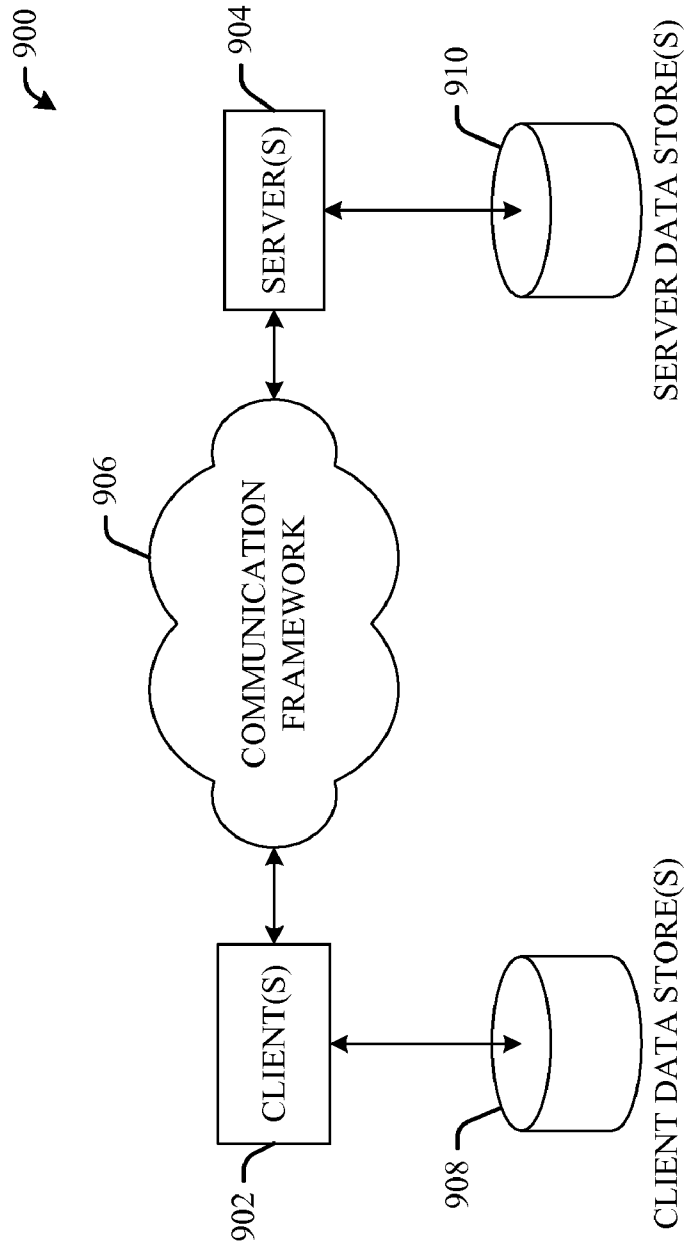 900
902
CLIENT(S)
906
COMMUNICATION
FRAMEWORK
904
SERVER(S)
908
CLIENT DATA STORE(S)
910
SERVER DATA STORE(S)